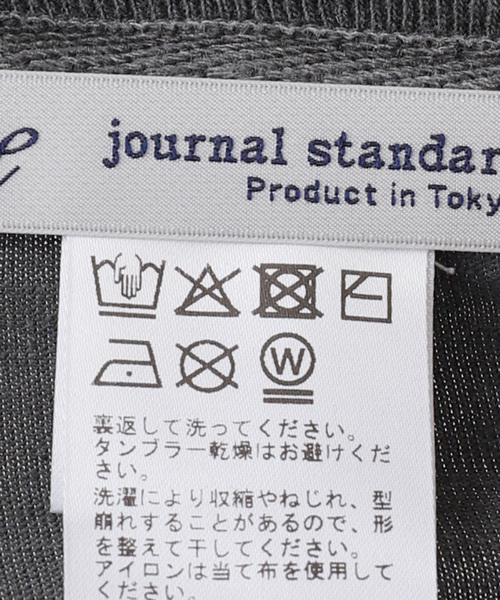 journal standar
Product in Toky
W
裏返して洗ってください。
タンブラー乾燥はお避けくだ
さい。
洗濯により収縮やねじれ、型
崩れすることがあるので、形
を整えて干してください。
アイロンは当て布を使用して
ください。